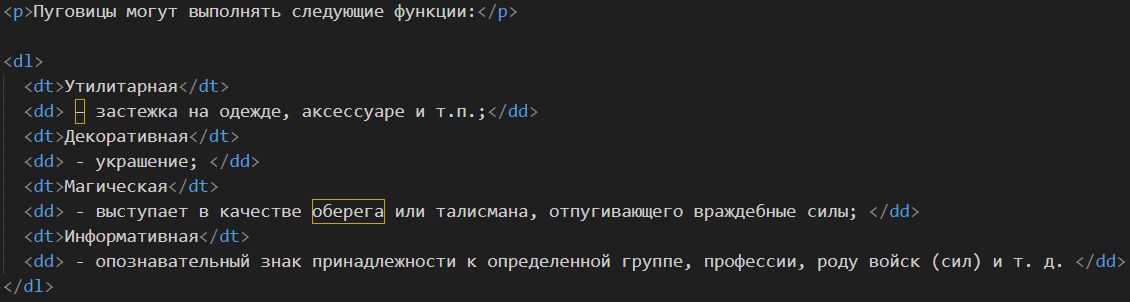 <p>Пуговицы могут выполнять следующие функции:</p>
<dl>
<dt>Утилитарная</dt>
<dd> – застежка на одежде, аксессуаре и т.п.;</dd>
<dt>Декоративная</dt>
<dd> - украшение; </dd>
<dt>Магическая</dt>
<dd> - выступает в качестве оберега или талисмана, отпугивающего враждебные силы; </dd>
<dt>Информативная</dt>
<dd> - опознавательный знак принадлежности к определенной группе, профессии, роду войск (сил) и т. д. </dd>
</dl>